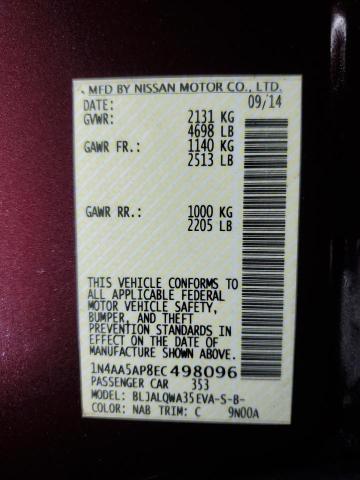 MFD BY NISSAN MOTOR CO., LTD.
DATE: 09/14
GVWR: 2131 KG
4698 LB
GAWR FR.: 1140 KG
2513 LB
GAWR RR.: 1000 KG
2205 LB
THIS VEHICLE CONFORMS TO
ALL APPLICABLE FEDERAL
MOTOR VEHICLE SAFETY,
BUMPER, AND THEFT
PREVENTION STANDARDS IN
EFFECT ON THE DATE OF
MANUFACTURE SHOWN ABOVE.
1N4AA5AP8EC498096
PASSENGER CAR 353
MODEL: BLJALQWA35EVA-S-B-
COLOR: NAB TRIM: C 9N00A